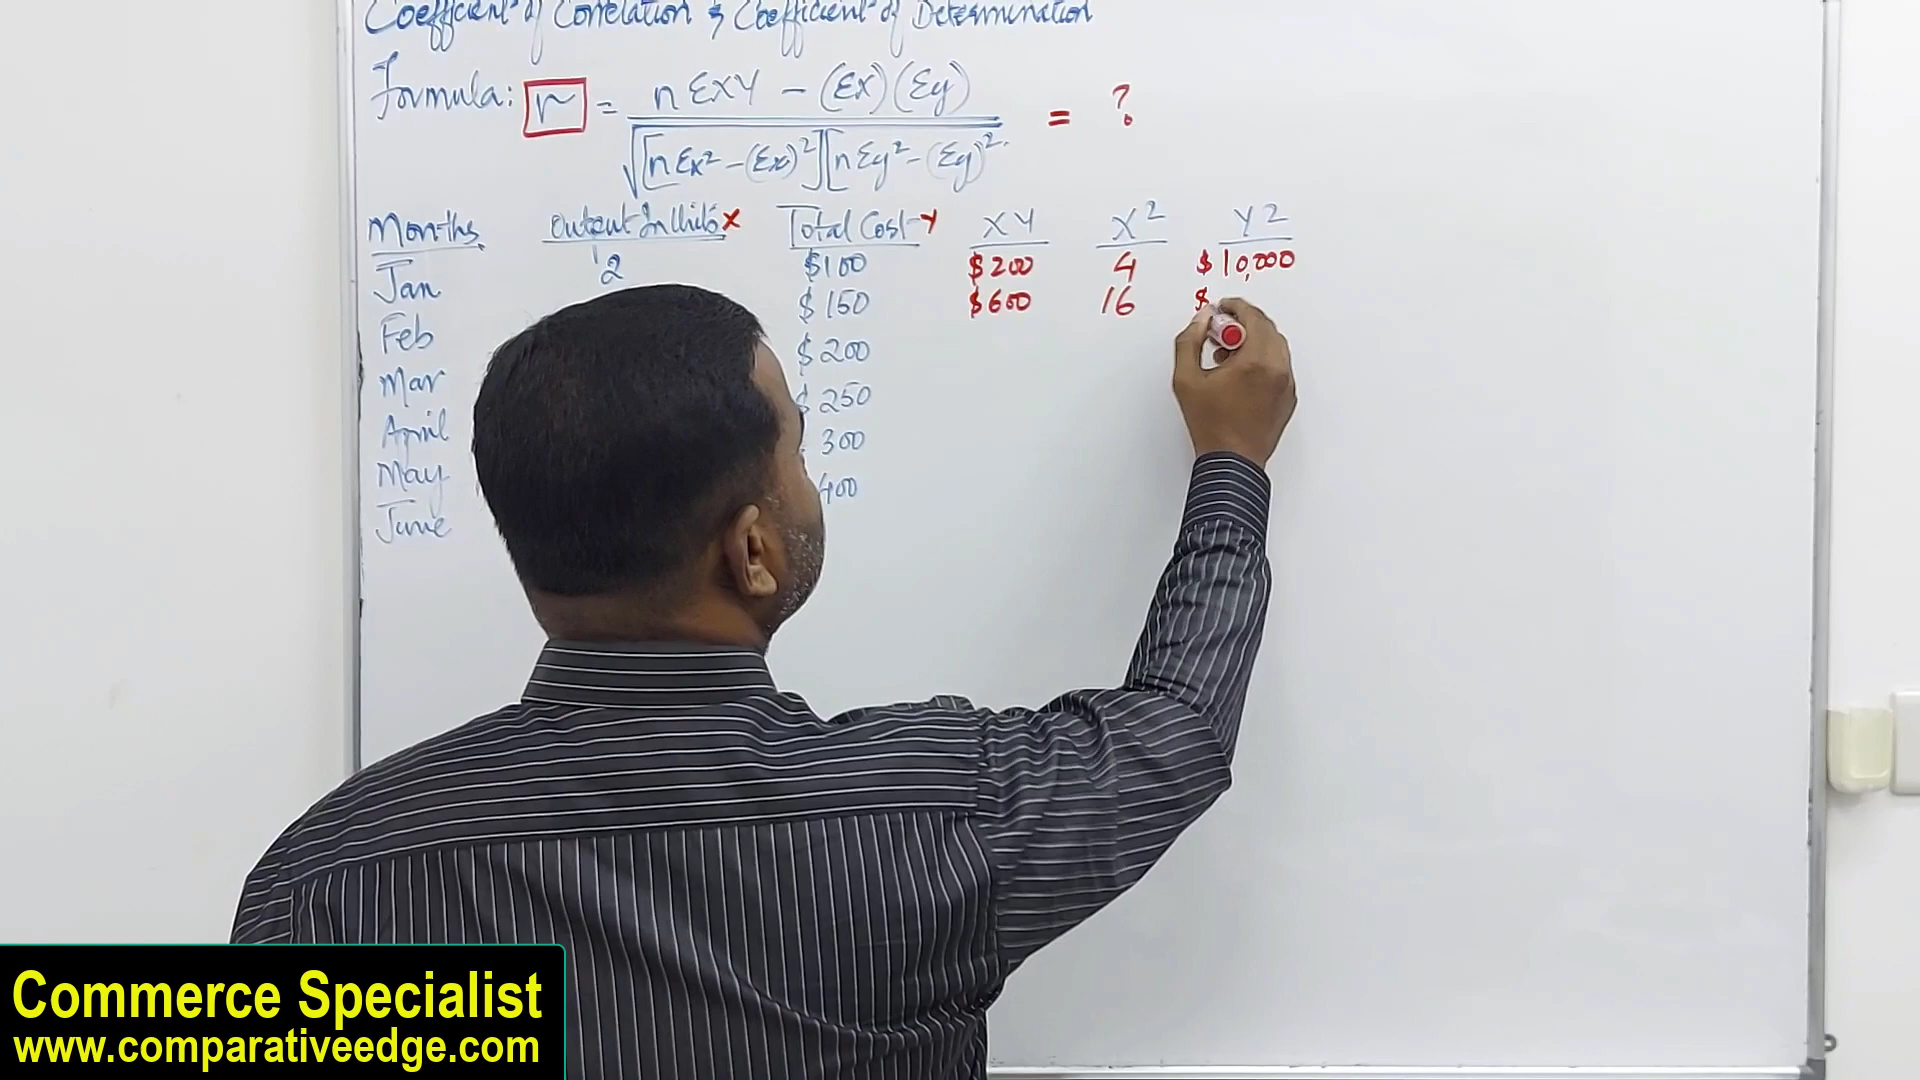 Coefficient of Correlation & Coefficient of Determination
Formula: r = nΣXY - (Σx)(Σy) = ?
√[nΣx² - (Σx)²][nΣy² - (Σy)²
Months Output In Units X Total Cost Y XY X² Y2
Jan 2 $100 $200 4 $10,000
Feb $150 $600 16 $
Mar $200
April $250
May 300
June 400
Commerce Specialist
www.comparativeedge.com